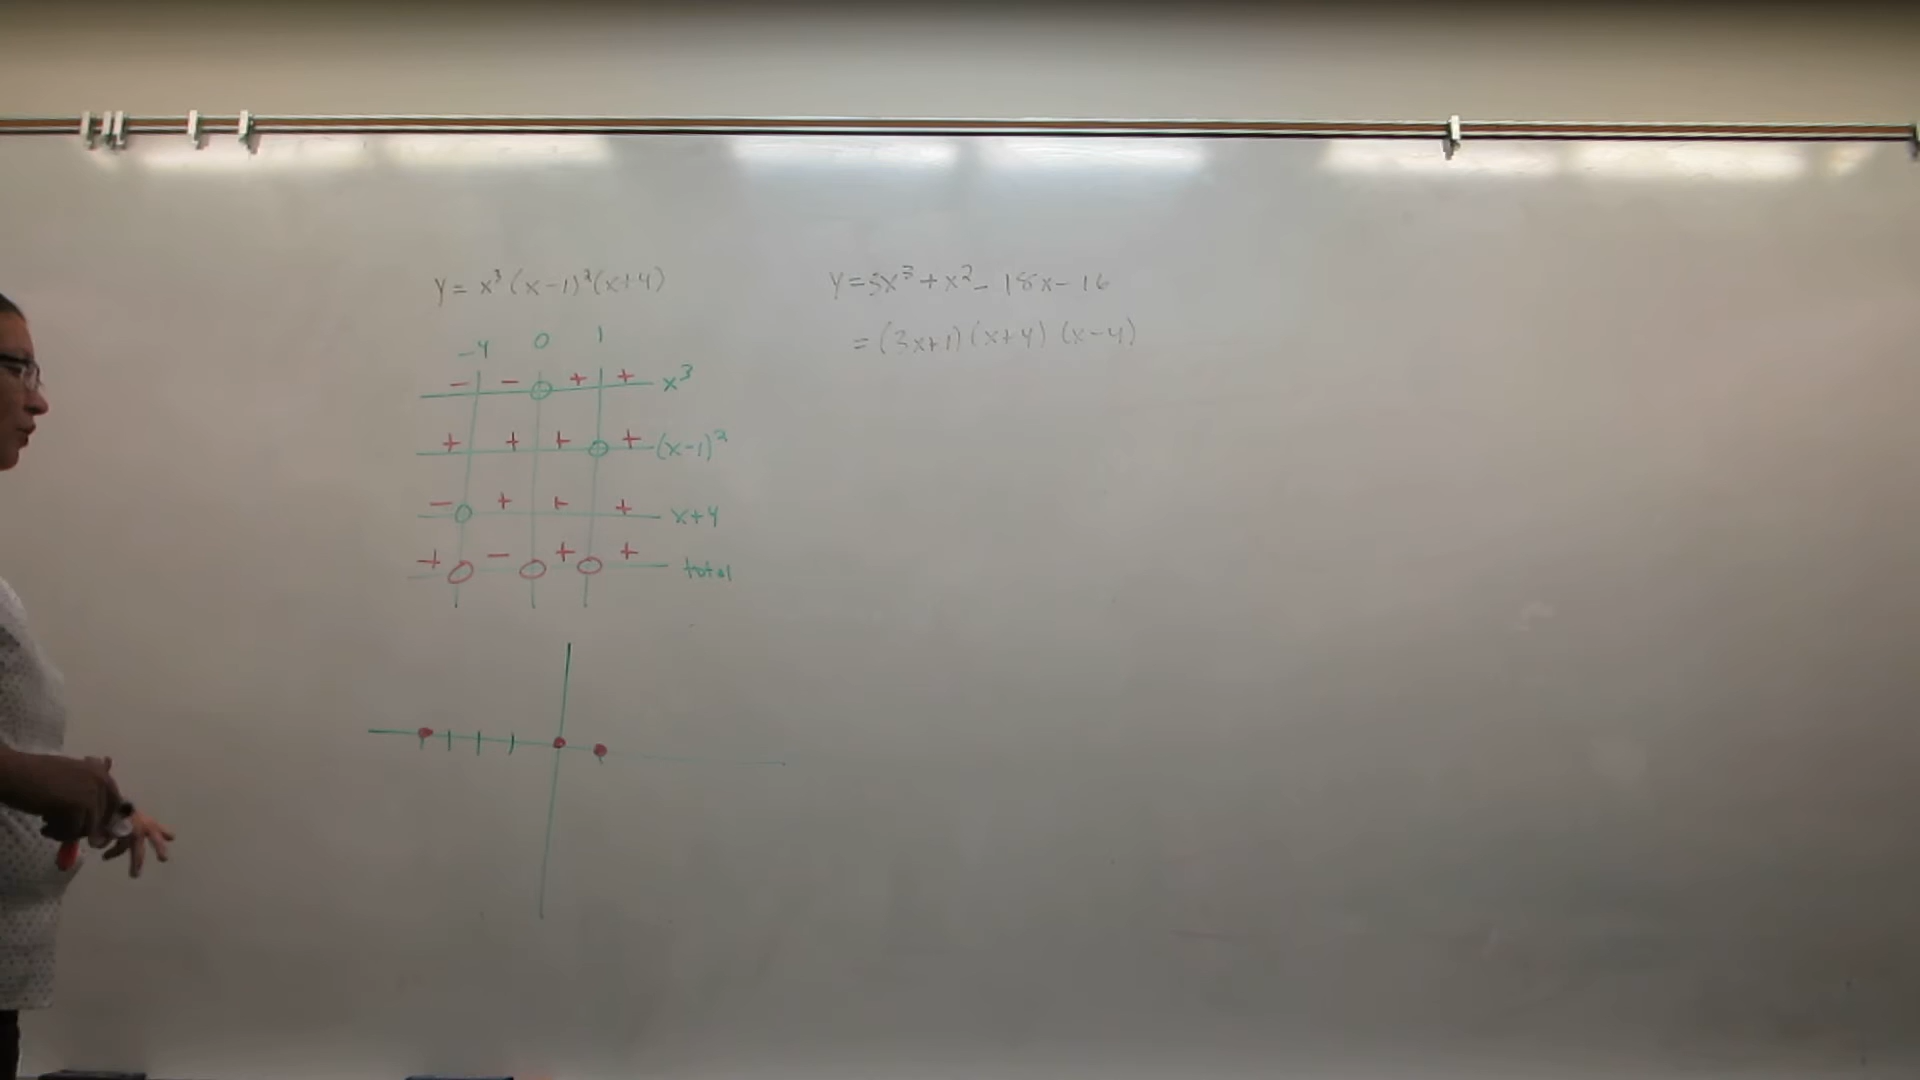 y = x³(x-1)²(x+4)
-4 0 1
- - + + x³
+ + + + (x-1)²
- + + + x+4
+ - + + total
y=3x³+x²-18x-16
=(3x+1)(x+4)(x-4)